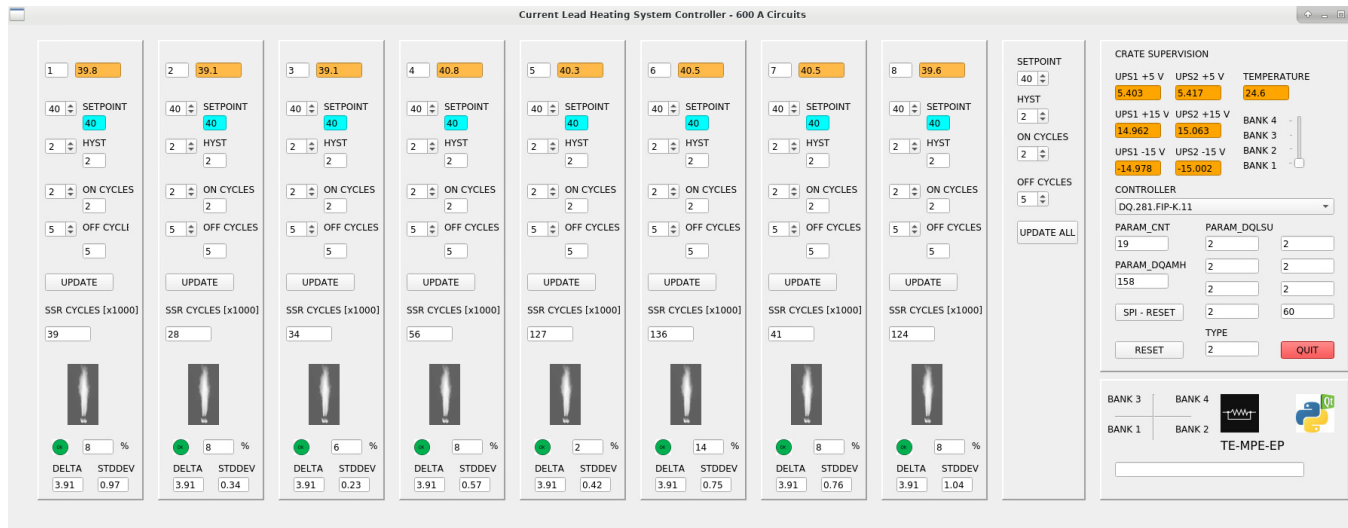 Current Lead Heating System Controller - 600 A Circuits
1 39.8
40 SETPOINT
40
2 HYST
2
2 ON CYCLES
2
5 OFF CYCLI
5
UPDATE
SSR CYCLES [x1000]
39
OK 8 %
DELTA STDDEV
3.91 0.97
2 39.1
40 SETPOINT
40
2 HYST
2
2 ON CYCLES
2
5 OFF CYCLES
5
UPDATE
SSR CYCLES [x1000]
28
OK 8 %
DELTA STDDEV
3.91 0.34
3 39.1
40 SETPOINT
40
2 HYST
2
2 ON CYCLES
2
5 OFF CYCLES
5
UPDATE
SSR CYCLES [x1000]
34
OK 6 %
DELTA STDDEV
3.91 0.23
4 40.8
40 SETPOINT
40
2 HYST
2
2 ON CYCLES
2
5 OFF CYCLES
5
UPDATE
SSR CYCLES [x1000]
56
OK 8 %
DELTA STDDEV
3.91 0.57
5 40.3
40 SETPOINT
40
2 HYST
2
2 ON CYCLES
2
5 OFF CYCLES
5
UPDATE
SSR CYCLES [x1000]
127
OK 2 %
DELTA STDDEV
3.91 0.42
6 40.5
40 SETPOINT
40
2 HYST
2
2 ON CYCLES
2
5 OFF CYCLES
5
UPDATE
SSR CYCLES [x1000]
136
OK 14 %
DELTA STDDEV
3.91 0.75
7 40.5
40 SETPOINT
40
2 HYST
2
2 ON CYCLES
2
5 OFF CYCLES
5
UPDATE
SSR CYCLES [x1000]
41
OK 8 %
DELTA STDDEV
3.91 0.76
8 39.6
40 SETPOINT
40
2 HYST
2
2 ON CYCLES
2
5 OFF CYCLES
5
UPDATE
SSR CYCLES [x1000]
124
OK 8 %
DELTA STDDEV
3.91 1.04
SETPOINT
40
HYST
2
ON CYCLES
2
OFF CYCLES
5
UPDATE ALL
CRATE SUPERVISION
UPS1 +5 V UPS2 +5 V TEMPERATURE
5.403 5.417 24.6
UPS1 +15 V UPS2 +15 V
14.962 15.063
UPS1 -15 V UPS2 -15 V
-14.978 -15.002
BANK 4
BANK 3
BANK 2
BANK 1
CONTROLLER
DQ.281.FIP-K.11
PARAM_CNT PARAM_DQLSU
19 2 2
PARAM_DQAMH 2 2
158 2 2
SPI - RESET 2 60
TYPE
RESET 2 QUIT
BANK 3 BANK 4
BANK 1 BANK 2
Qt
TE-MPE-EP